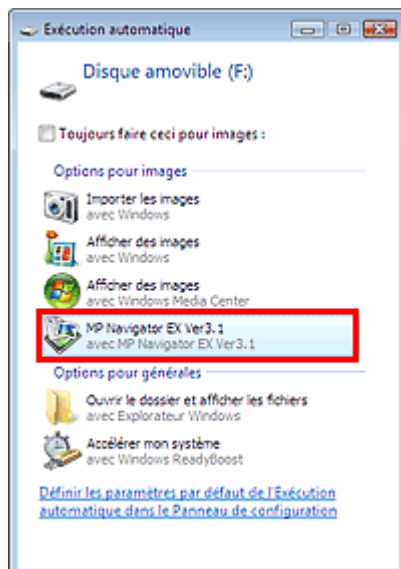 Exécution automatique
Disque amovible (F:)
Toujours faire ceci pour images :
Options pour images
Importer les images
avec Windows
Afficher des images
avec Windows
Afficher des images
avec Windows Media Center
MP Navigator EX Ver3.1
avec MP Navigator EX Ver3.1
Options pour générales
Ouvrir le dossier et afficher les fichiers
avec Explorateur Windows
Accélérer mon système
avec Windows ReadyBoost
Définir les paramètres par défaut de l'Exécution
automatique dans le Panneau de configuration